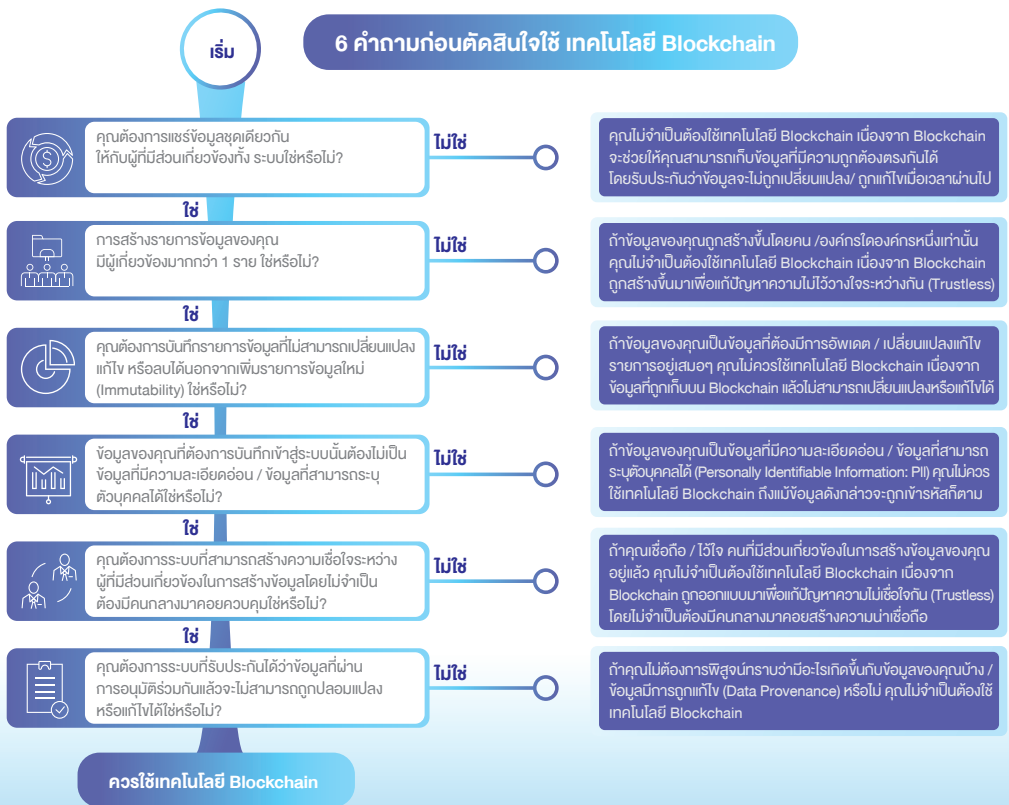 เริ่ม
6 คำถามก่อนตัดสินใจใช้ เทคโนโลยี Blockchain
คุณต้องการแชร์ข้อมูลชุดเดียวกัน
ให้กับผู้ที่มีส่วนเกี่ยวข้องทั้ง ระบบใช่หรือไม่?
ไม่ใช่
คุณไม่จำเป็นต้องใช้เทคโนโลยี Blockchain เนื่องจาก Blockchain
จะช่วยให้คุณสามารถเก็บข้อมูลที่มีความถูกต้องตรงกันได้
โดยรับประกันว่าข้อมูลจะไม่ถูกเปลี่ยนแปลง/ ถูกแก้ไขเมื่อเวลาผ่านไป
ใช่
การสร้างรายการข้อมูลของคุณ
มีผู้เกี่ยวข้องมากกว่า 1 ราย ใช่หรือไม่?
ไม่ใช่
ถ้าข้อมูลของคุณถูกสร้างขึ้นโดยคน /องค์กรใดองค์กรหนึ่งเท่านั้น
คุณไม่จำเป็นต้องใช้เทคโนโลยี Blockchain เนื่องจาก Blockchain
ถูกสร้างขึ้นมาเพื่อแก้ปัญหาความไม่ไว้วางใจระหว่างกัน (Trustless)
ใช่
คุณต้องการบันทึกรายการข้อมูลที่ไม่สามารถเปลี่ยนแปลง
แก้ไข หรือลบได้นอกจากเพิ่มรายการข้อมูลใหม่
(Immutability) ใช่หรือไม่?
ไม่ใช่
ถ้าข้อมูลของคุณเป็นข้อมูลที่ต้องมีการอัพเดต / เปลี่ยนแปลงแก้ไข
รายการอยู่เสมอๆ คุณไม่ควรใช้เทคโนโลยี Blockchain เนื่องจาก
ข้อมูลที่ถูกเก็บบน Blockchain แล้วไม่สามารถเปลี่ยนแปลงหรือแก้ไขได้
ใช่
ข้อมูลของคุณที่ต้องการบันทึกเข้าสู่ระบบนั้นต้องไม่เป็น
ข้อมูลที่มีความละเอียดอ่อน / ข้อมูลที่สามารถระบุ
ตัวบุคคลได้ใช่หรือไม่?
ไม่ใช่
ถ้าข้อมูลของคุณเป็นข้อมูลที่มีความละเอียดอ่อน / ข้อมูลที่สามารถ
ระบุตัวบุคคลได้ (Personally Identifiable Information: PII) คุณไม่ควร
ใช้เทคโนโลยี Blockchain ถึงแม้ข้อมูลดังกล่าวจะถูกเข้ารหัสก็ตาม
ใช่
คุณต้องการระบบที่สามารถสร้างความเชื่อใจระหว่าง
ผู้ที่มีส่วนเกี่ยวข้องในการสร้างข้อมูลโดยไม่จำเป็น
ต้องมีคนกลางมาคอยควบคุมใช่หรือไม่?
ไม่ใช่
ถ้าคุณเชื่อถือ / ไว้ใจ คนที่มีส่วนเกี่ยวข้องในการสร้างข้อมูลของคุณ
อยู่แล้ว คุณไม่จำเป็นต้องใช้เทคโนโลยี Blockchain เนื่องจาก
Blockchain ถูกออกแบบมาเพื่อแก้ปัญหาความไม่เชื่อใจกัน (Trustless)
โดยไม่จำเป็นต้องมีคนกลางมาคอยสร้างความน่าเชื่อถือ
ใช่
คุณต้องการระบบที่รับประกันได้ว่าข้อมูลที่ผ่าน
การอนุมัติร่วมกันแล้วจะไม่สามารถถูกปลอมแปลง
หรือแก้ไขได้ใช่หรือไม่?
ไม่ใช่
ถ้าคุณไม่ต้องการพิสูจน์ทราบว่ามีอะไรเกิดขึ้นกับข้อมูลของคุณบ้าง /
ข้อมูลมีการถูกแก้ไข (Data Provenance) หรือไม่ คุณไม่จำเป็นต้องใช้
เทคโนโลยี Blockchain
ควรใช้เทคโนโลยี Blockchain